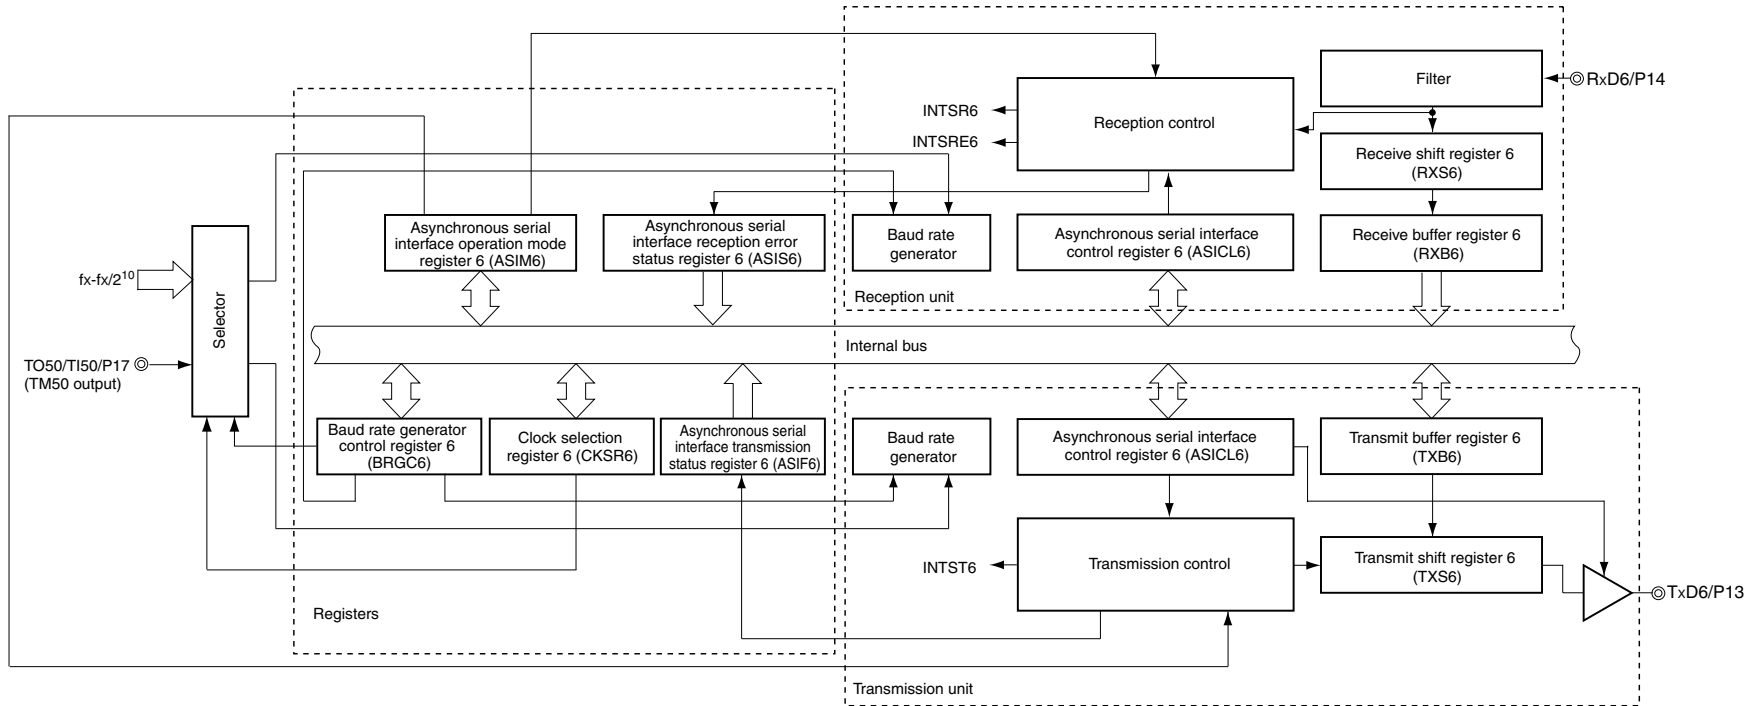 Filter
RxD6/P14
INTSR6
Reception control
INTSRE6
Receive shift register 6
(RXS6)
Asynchronous serial
interface operation mode
register 6 (ASIM6)
Asynchronous serial
interface reception error
status register 6 (ASIS6)
Baud rate
generator
Asynchronous serial interface
control register 6 (ASICL6)
Receive buffer register 6
(RXB6)
fx-fx/2¹⁰
Reception unit
Selector
Internal bus
TO50/TI50/P17
(TM50 output)
Baud rate generator
control register 6
(BRGC6)
Clock selection
register 6 (CKSR6)
Asynchronous serial
interface transmission
status register 6 (ASIF6)
Baud rate
generator
Asynchronous serial interface
control register 6 (ASICL6)
Transmit buffer register 6
(TXB6)
INTST6
Transmission control
Transmit shift register 6
(TXS6)
TxD6/P13
Registers
Transmission unit